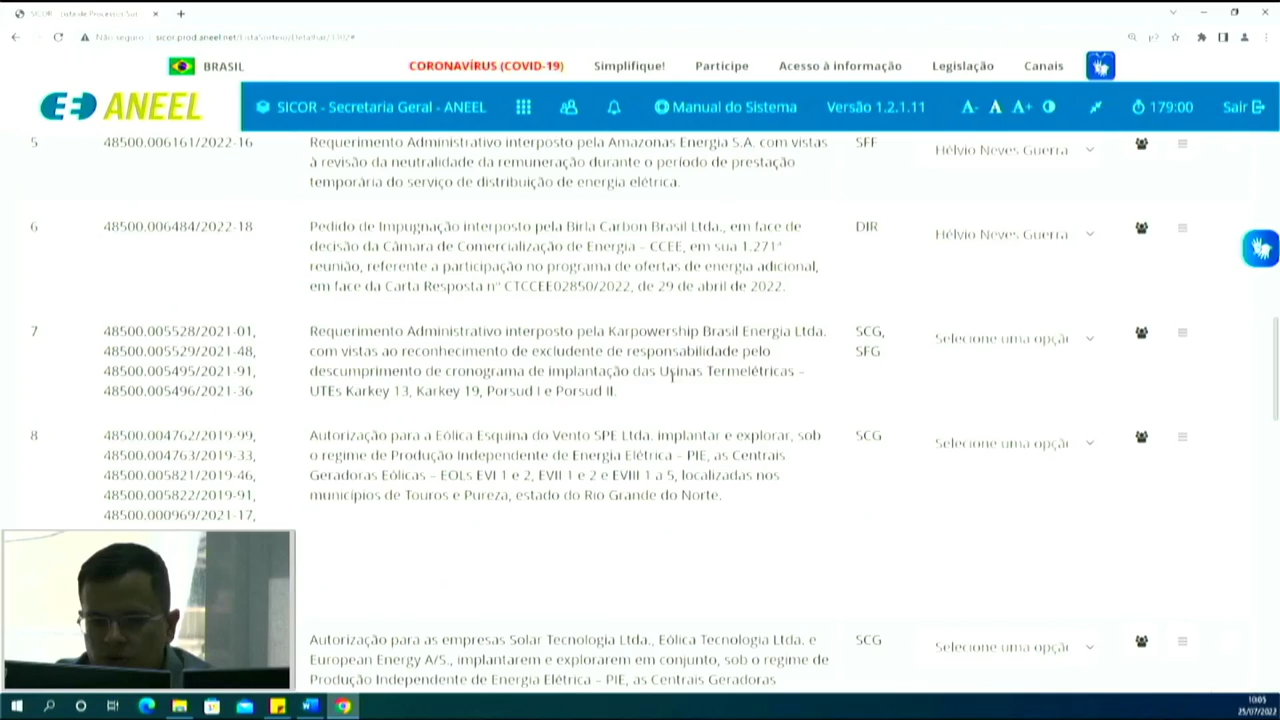 SICOR - Lista de Processos Sor
Não seguro
sicor.prod.aneel.net/ListaSorteio/Detalhar/
BRASIL
CORONAVÍRUS (COVID-19)
Simplifique!
Participe
Acesso à informação
Legislação
Canais
ANEEL
SICOR - Secretaria Geral - ANEEL
Manual do Sistema
Versão 1.2.1.11
A-
A
A+
179:00
Sair
5
48500.006161/2022-16
Requerimento Administrativo interposto pela Amazonas Energia S.A. com vistas
à revisão da neutralidade da remuneração durante o período de prestação
temporária do serviço de distribuição de energia elétrica.
SFF
Hélvio Neves Guerra
6
48500.006484/2022-18
Pedido de Impugnação interposto pela Birla Carbon Brasil Ltda., em face de
decisão da Câmara de Comercialização de Energia – CCEE, em sua 1.271ª
reunião, referente a participação no programa de ofertas de energia adicional,
em face da Carta Resposta nº CTCCEE02850/2022, de 29 de abril de 2022.
DIR
Hélvio Neves Guerra
7
48500.005528/2021-01,
48500.005529/2021-48,
48500.005495/2021-91,
48500.005496/2021-36
Requerimento Administrativo interposto pela Karpowership Brasil Energia Ltda.
com vistas ao reconhecimento de excludente de responsabilidade pelo
descumprimento de cronograma de implantação das Usinas Termelétricas –
UTEs Karkey 13, Karkey 19, Porsud I e Porsud II.
SCG,
SFG
Selecione uma opçã
8
48500.004762/2019-99,
48500.004763/2019-33,
48500.005821/2019-46,
48500.005822/2019-91,
48500.000969/2021-17,
Autorização para a Eólica Esquina do Vento SPE Ltda. implantar e explorar, sob
o regime de Produção Independente de Energia Elétrica – PIE, as Centrais
Geradoras Eólicas – EOLs EVI 1 e 2, EVII 1 e 2 e EVIII 1 a 5, localizadas nos
municípios de Touros e Pureza, estado do Rio Grande do Norte.
SCG
Selecione uma opçã
Autorização para as empresas Solar Tecnologia Ltda., Eólica Tecnologia Ltda. e
European Energy A/S., implantarem e explorarem em conjunto, sob o regime de
Produção Independente de Energia Elétrica – PIE, as Centrais Geradoras
SCG
Selecione uma opçã
10:05
25/07/2022